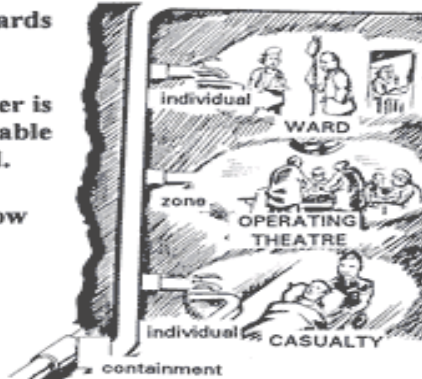 ards
individual
WARD
er is
able
zone
OPERATING
THEATRE
ow
individual
CASUALTY
containment